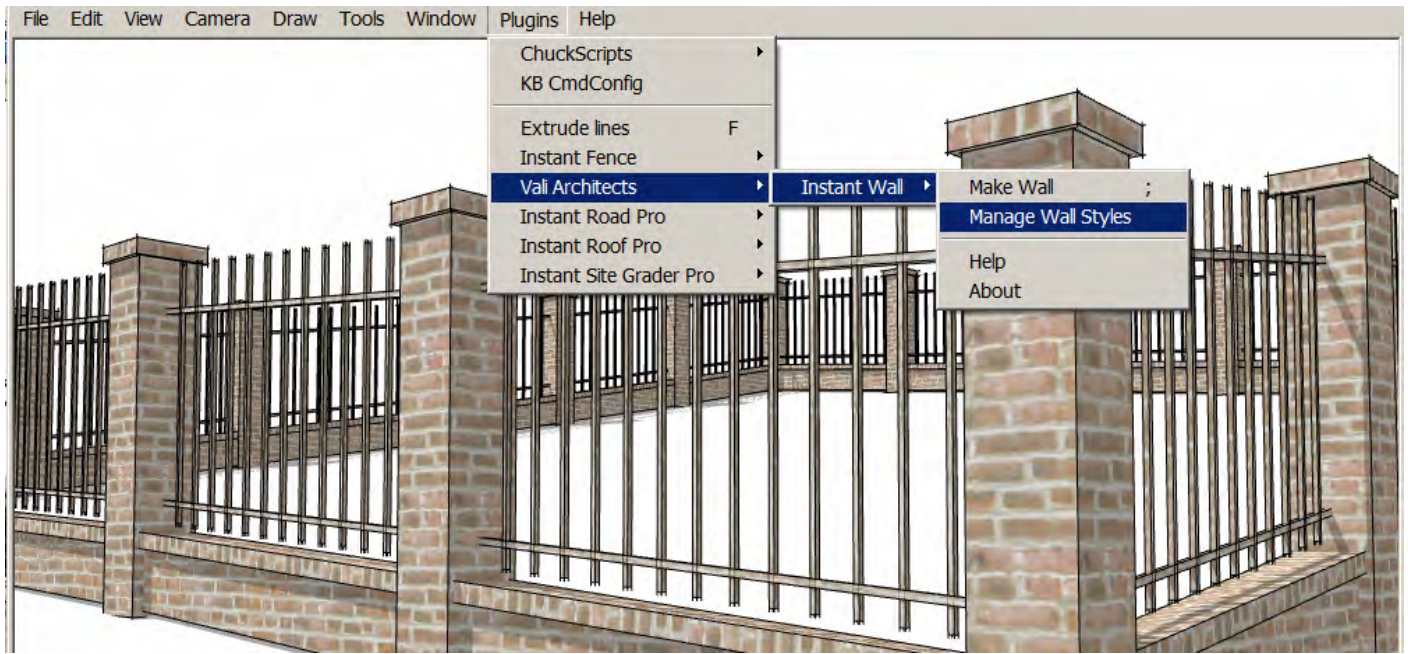 File Edit View Camera Draw Tools Window Plugins Help
ChuckScripts
KB CmdConfig
Extrude lines F
Instant Fence
Vali Architects
Instant Road Pro
Instant Roof Pro
Instant Site Grader Pro
Instant Wall
Make Wall ;
Manage Wall Styles
Help
About